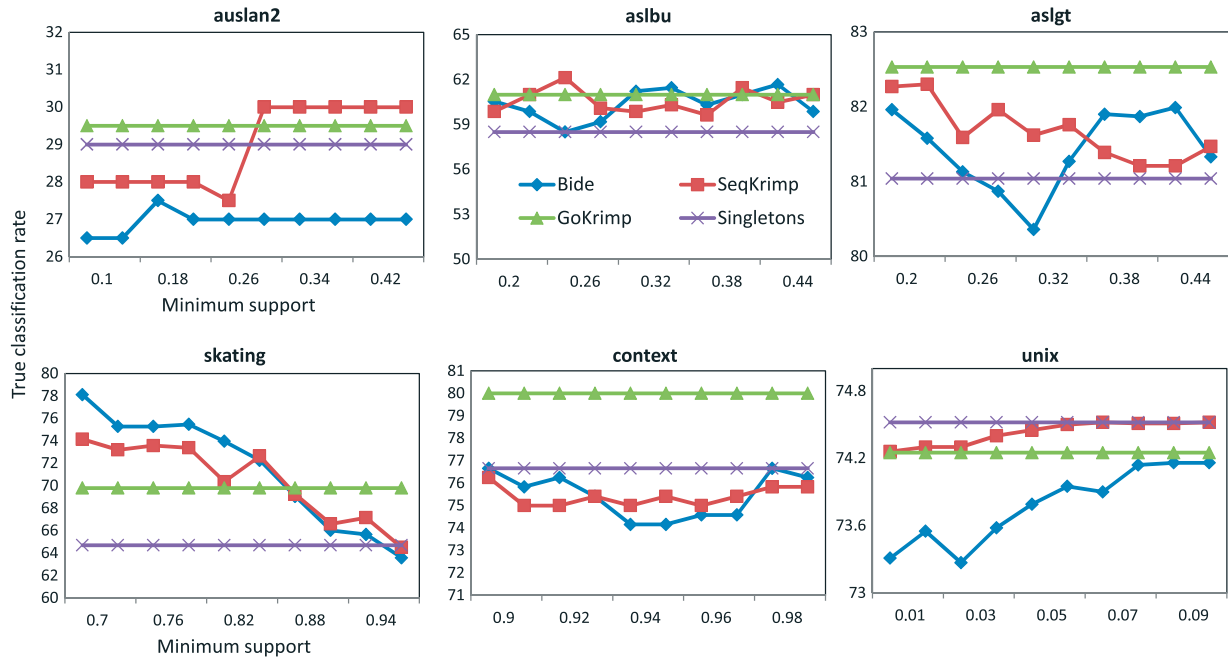 auslan2
32
31
30
29
28
27
26
0.1 0.18 0.26 0.34 0.42
Minimum support
aslbu
65
62
59
56
53
50
Bide SeqKrimp
GoKrimp Singletons
0.2 0.26 0.32 0.38 0.44
aslgt
83
82
81
80
0.2 0.26 0.32 0.38 0.44
True classification rate
skating
80
78
76
74
72
70
68
66
64
62
60
0.7 0.76 0.82 0.88 0.94
Minimum support
context
81
80
79
78
77
76
75
74
73
72
71
0.9 0.92 0.94 0.96 0.98
unix
74.8
74.2
73.6
73
0.01 0.03 0.05 0.07 0.09